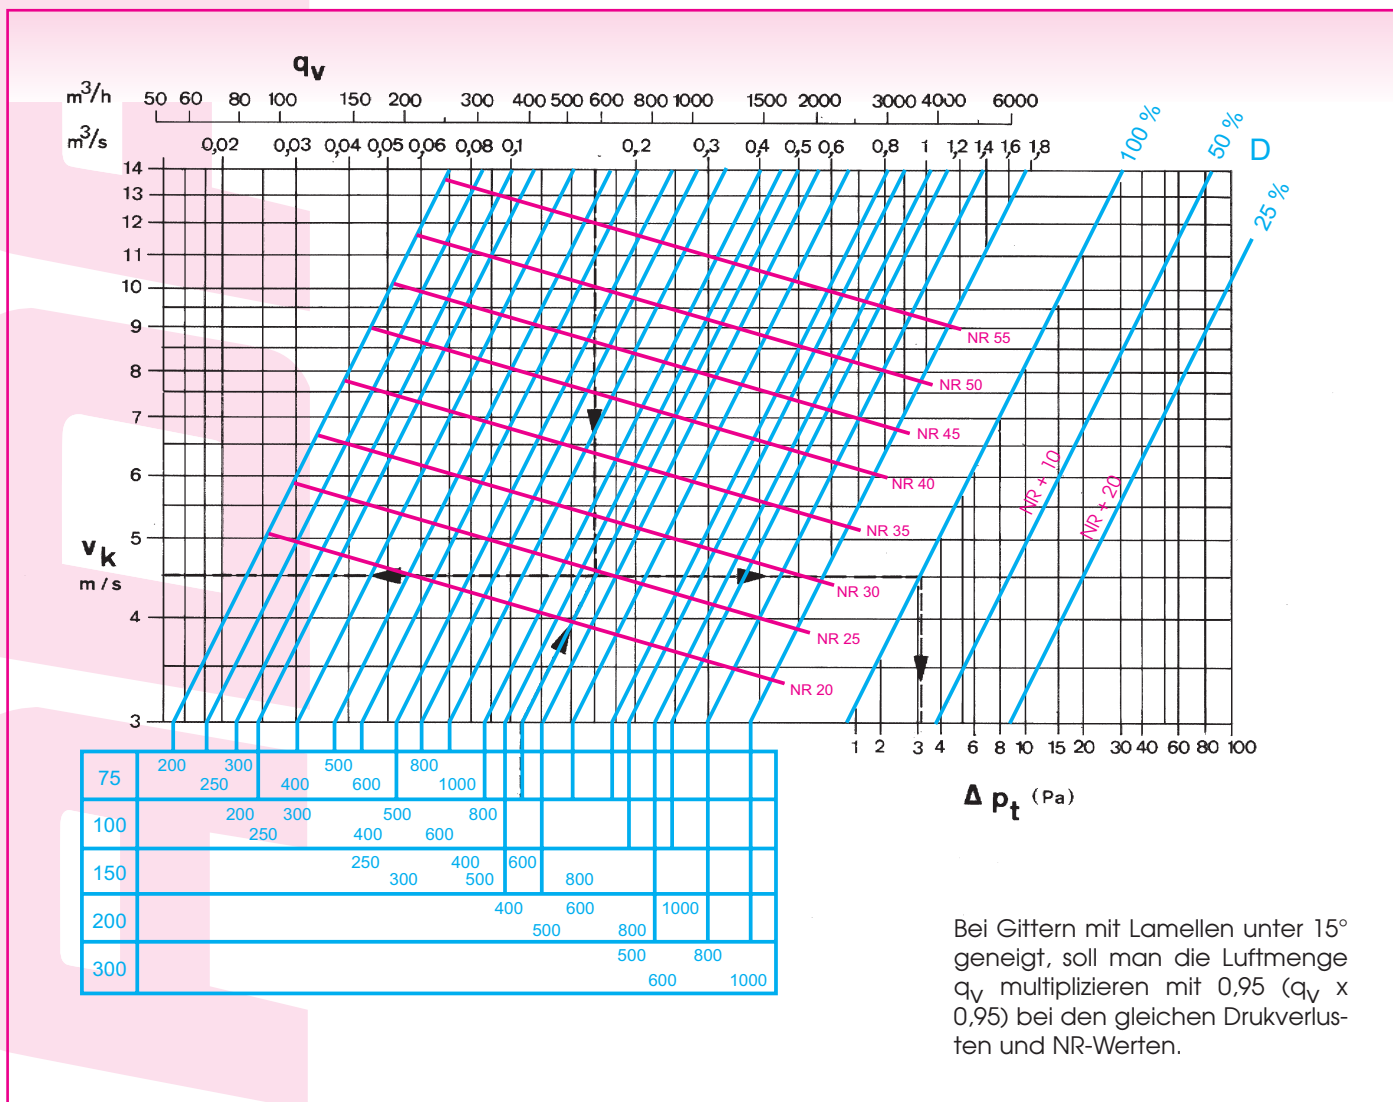 qv
m3/h 50 60 80 100 150 200 300 400 500 600 800 1000 1500 2000 3000 4000 6000
m3/s 0,02 0,03 0,04 0,05 0,06 0,08 0,1 0,2 0,3 0,4 0,5 0,6 0,8 1 1,2 1,4 1,6 1,8
100 % 50 % D
25 %
14
13
12
11
10
9
8
7
6
5
vk
m / s
4
3
NR 55
NR 50
NR 45
NR 40
NR 35
NR 30
NR 25
NR 20
NR + 10
NR + 20
1 2 3 4 6 8 10 15 20 30 40 60 80 100
Δ pt (Pa)
75 200 300 500 800
250 400 600 1000
100 200 300 500 800
250 400 600
150 250 400 600
300 500 800
200 400 600 1000
500 800
300 500 800
600 1000
Bei Gittern mit Lamellen unter 15°
geneigt, soll man die Luftmenge
qv multiplizieren mit 0,95 (qv x
0,95) bei den gleichen Drukverlus-
ten und NR-Werten.